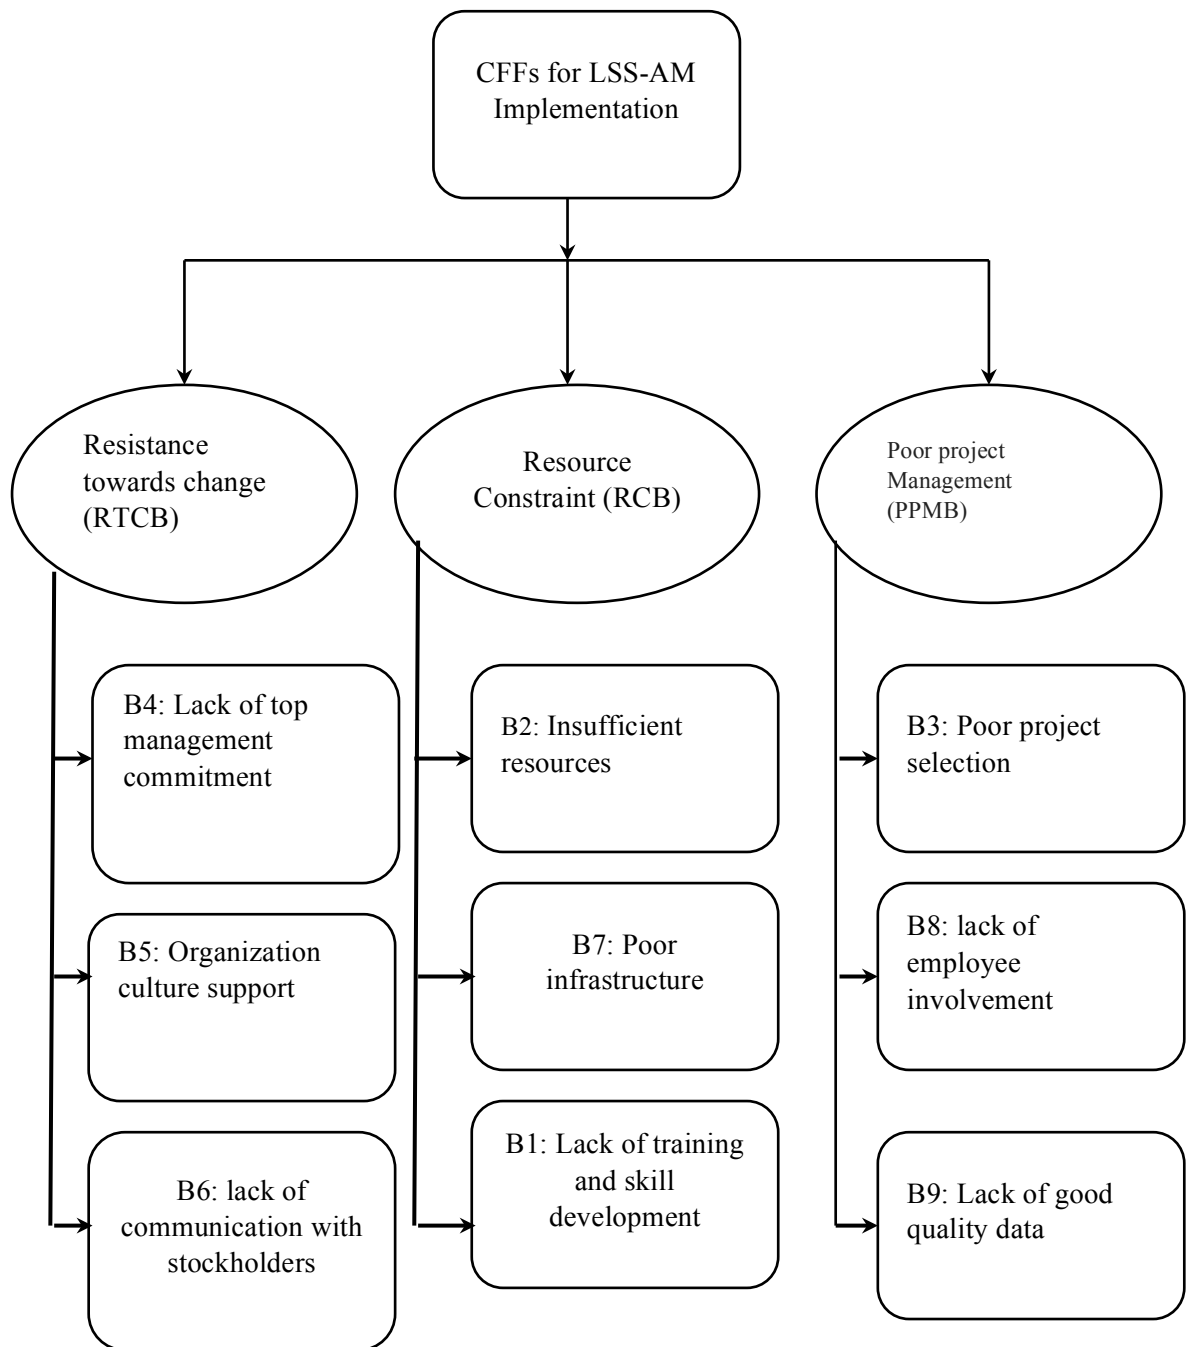 CFFs for LSS-AM
Implementation
Resistance
towards change
(RTCB)
Resource
Constraint (RCB)
Poor project
Management
(PPMB)
B4: Lack of top
management
commitment
B5: Organization
culture support
B6: lack of
communication with
stockholders
B2: Insufficient
resources
B7: Poor
infrastructure
B1: Lack of training
and skill
development
B3: Poor project
selection
B8: lack of
employee
involvement
B9: Lack of good
quality data